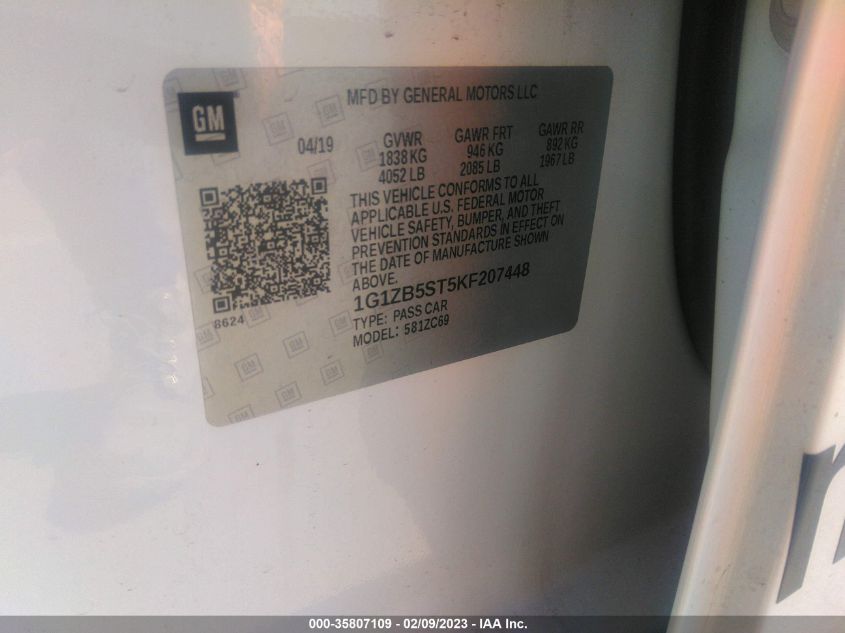 GM
MFD BY GENERAL MOTORS LLC
04/19
GVWR GAWR FRT GAWR RR
1838 KG 946 KG 892 KG
4052 LB 2085 LB 1967 LB
THIS VEHICLE CONFORMS TO ALL
APPLICABLE U.S. FEDERAL MOTOR
VEHICLE SAFETY, BUMPER, AND THEFT
PREVENTION STANDARDS IN EFFECT ON
THE DATE OF MANUFACTURE SHOWN
ABOVE.
8624
1G1ZB5ST5KF207448
TYPE: PASS CAR
MODEL: 581ZC69
000-35807109 - 02/09/2023 - IAA Inc.